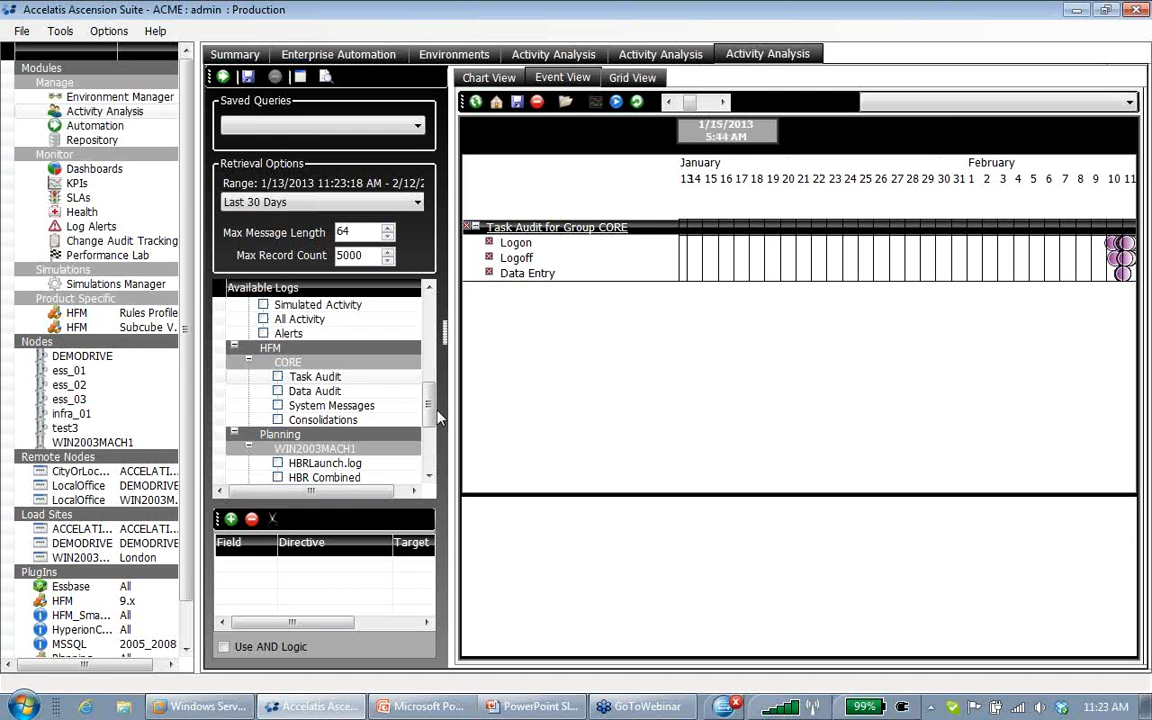 Accelatis Ascension Suite - ACME : admin : Production
File Tools Options Help
Modules
Manage
Environment Manager
Activity Analysis
Automation
Repository
Monitor
Dashboards
KPIs
SLAs
Health
Log Alerts
Change Audit Tracking
Performance Lab
Simulations
Simulations Manager
Product Specific
HFM Rules Profile
HFM Subcube V...
Nodes
DEMODRIVE
ess_01
ess_02
ess_03
infra_01
test3
WIN2003MACH1
Remote Nodes
CityOrLoc... ACCELATI...
LocalOffice DEMODRIVE
LocalOffice WIN2003M...
Load Sites
ACCELATI... ACCELATI...
DEMODRIVE DEMODRIVE
WIN2003... London
PlugIns
Essbase All
HFM 9.x
HFM_Sma... All
HyperionC... All
MSSQL 2005_2008
Summary Enterprise Automation Environments Activity Analysis Activity Analysis Activity Analysis
Saved Queries
Retrieval Options
Range: 1/13/2013 11:23:18 AM - 2/12/2
Last 30 Days
Max Message Length 64
Max Record Count 5000
Available Logs
Simulated Activity
All Activity
Alerts
HFM
CORE
Task Audit
Data Audit
System Messages
Consolidations
Planning
WIN2003MACH1
HBRLaunch.log
HBR Combined
Field Directive Target
Use AND Logic
Chart View Event View Grid View
1/15/2013
5:44 AM
January February
13 14 15 16 17 18 19 20 21 22 23 24 25 26 27 28 29 30 31 1 2 3 4 5 6 7 8 9 10 11
Task Audit for Group CORE
Logon
Logoff
Data Entry
Windows Serv... Accelatis Asce... Microsoft Po... PowerPoint Sl... GoToWebinar 99% 11:23 AM